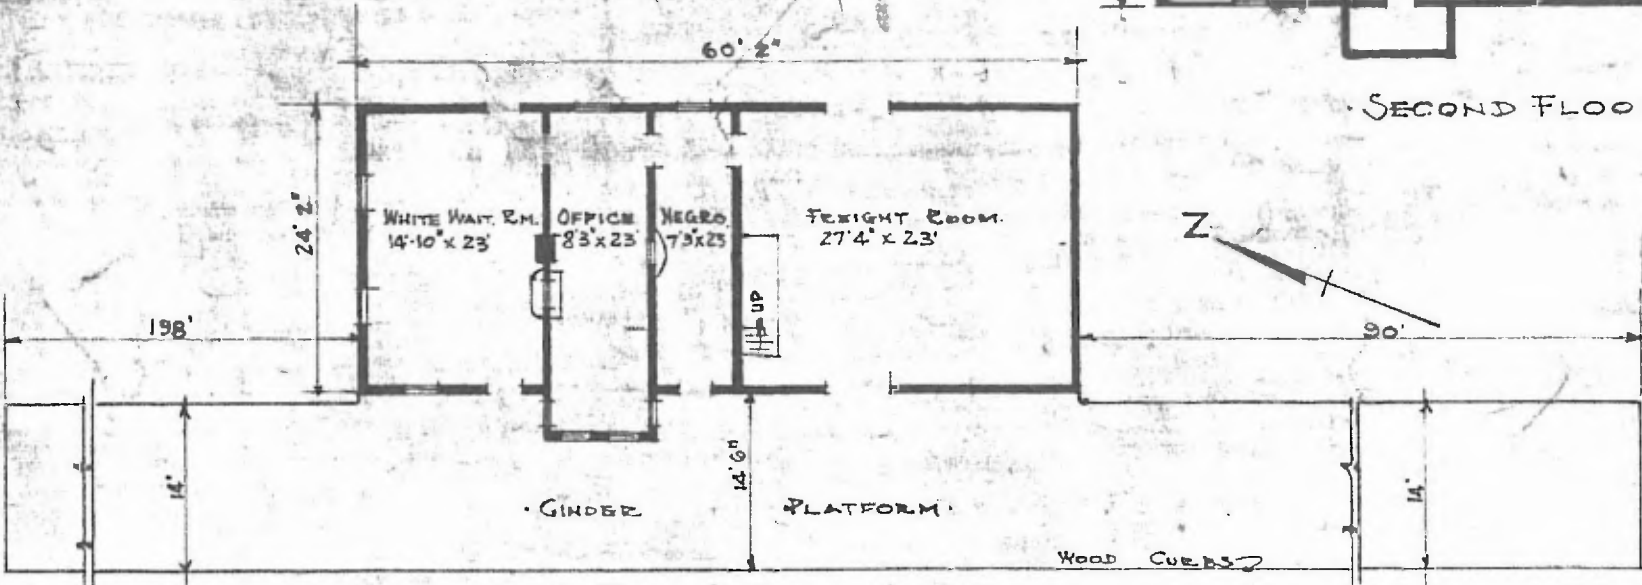 60' 2"
SECOND FLOO
24' 2"
WHITE WAIT. RM.
14'-10" x 23'
OFFICE
8'3" x 23'
NEGRO
7'9" x 23
FREIGHT ROOM.
27'4" x 23'
UP
Z
198'
90'
14'
14'6"
14'
· CINDER PLATFORM ·
WOOD CURBS